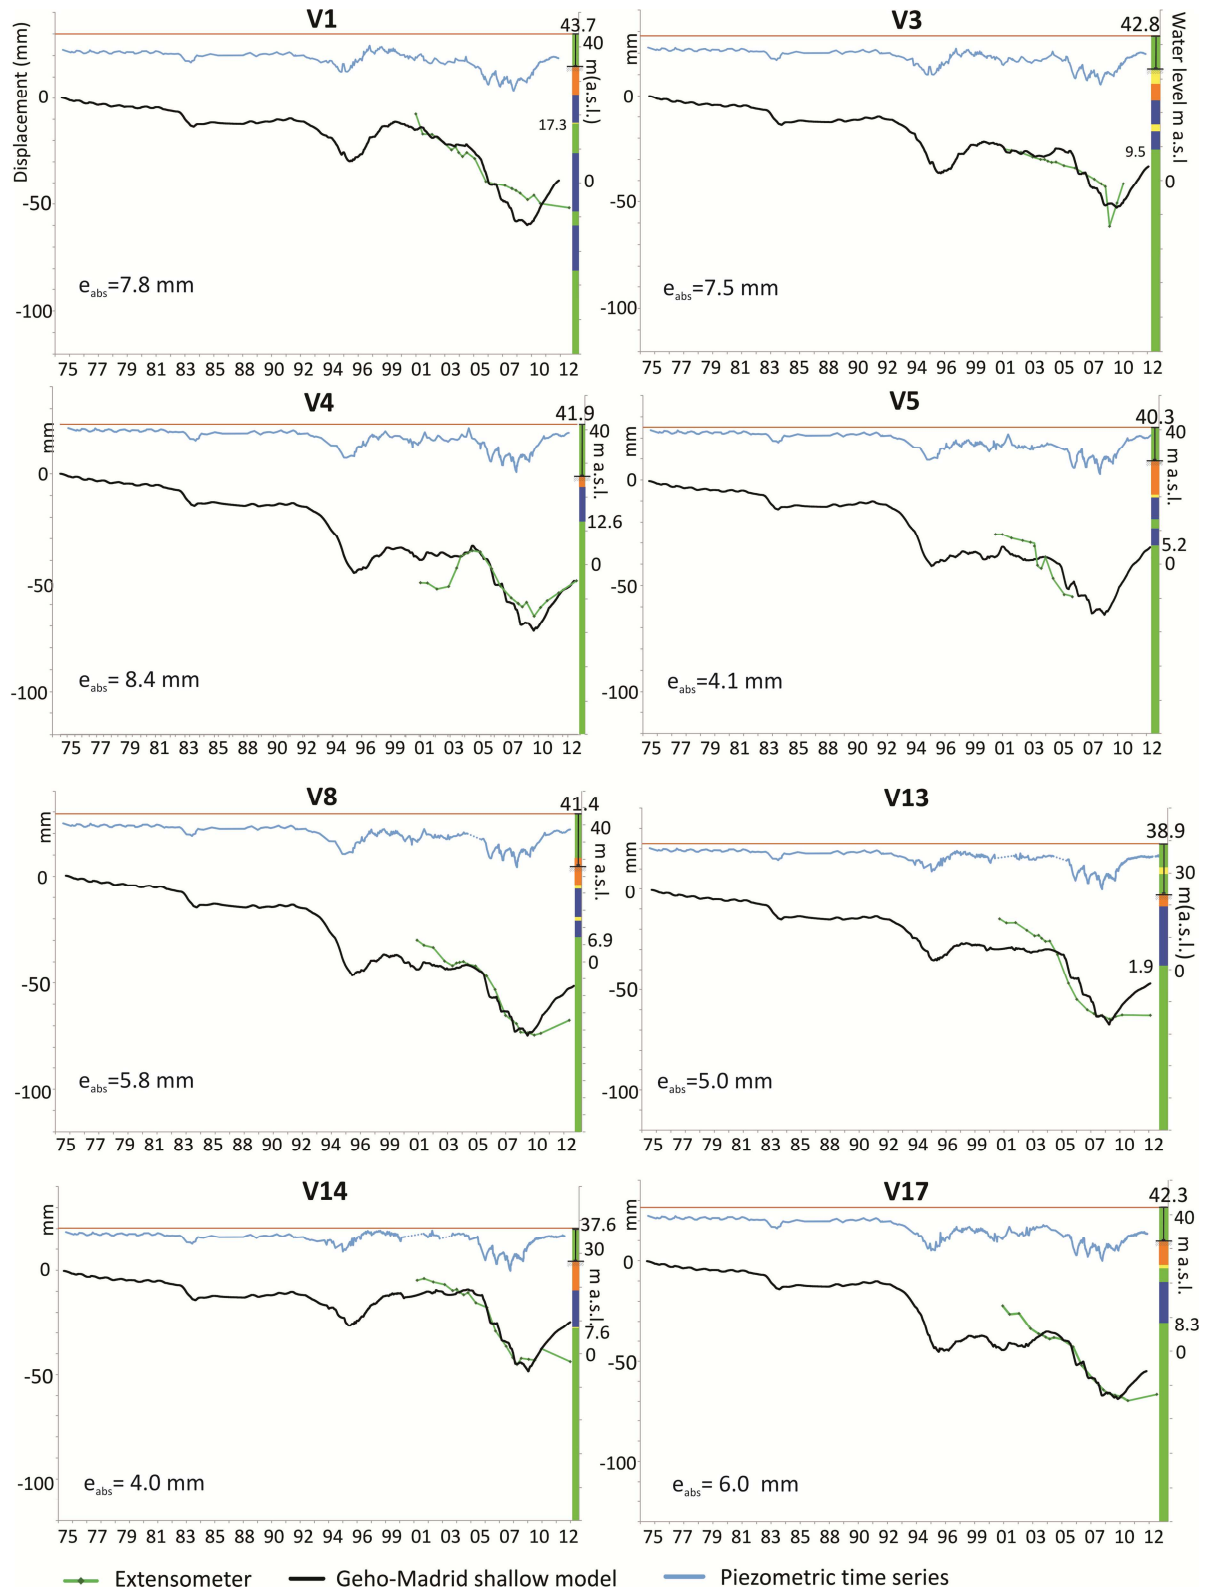 V1
V3
Displacement (mm)
43.7
40
m(a.s.l.)
0
17.3
0
-50
-100
e abs=7.8 mm
75 77 79 81 83 85 88 90 92 94 96 99 01 03 05 07 10 12
mm
42.8
Water level m a.s.l
0
9.5
0
-50
-100
e abs=7.5 mm
75 77 79 81 83 85 88 90 92 94 96 99 01 03 05 07 10 12
V4
V5
mm
41.9
40
m a.s.l.
0
12.6
0
-50
-100
e abs= 8.4 mm
75 77 79 81 83 85 88 90 92 94 96 99 01 03 05 07 10 12
mm
40.3
40
m a.s.l.
0
5.2
0
-50
-100
e abs=4.1 mm
75 77 79 81 83 85 88 90 92 94 96 99 01 03 05 07 10 12
V8
V13
mm
41.4
40
m a.s.l.
0
6.9
0
-50
-100
e abs=5.8 mm
75 77 79 81 83 85 88 90 92 94 96 99 01 03 05 07 10 12
mm
38.9
30
m(a.s.l.)
0
1.9
0
-50
-100
e abs=5.0 mm
75 77 79 81 83 85 88 90 92 94 96 99 01 03 05 07 10 12
V14
V17
mm
37.6
30
m a.s.l.
0
7.6
0
-50
-100
e abs= 4.0 mm
75 77 79 81 83 85 88 90 92 94 96 99 01 03 05 07 10 12
mm
42.3
40
m a.s.l.
0
8.3
0
-50
-100
e abs= 6.0 mm
75 77 79 81 83 85 88 90 92 94 96 99 01 03 05 07 10 12
Extensometer Geho-Madrid shallow model Piezometric time series